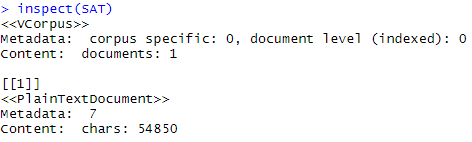 > inspect(SAT)
<<VCorpus>>
Metadata:  corpus specific: 0, document level (indexed): 0
Content:  documents: 1

[[1]]
<<PlainTextDocument>>
Metadata:  7
Content:  chars: 54850